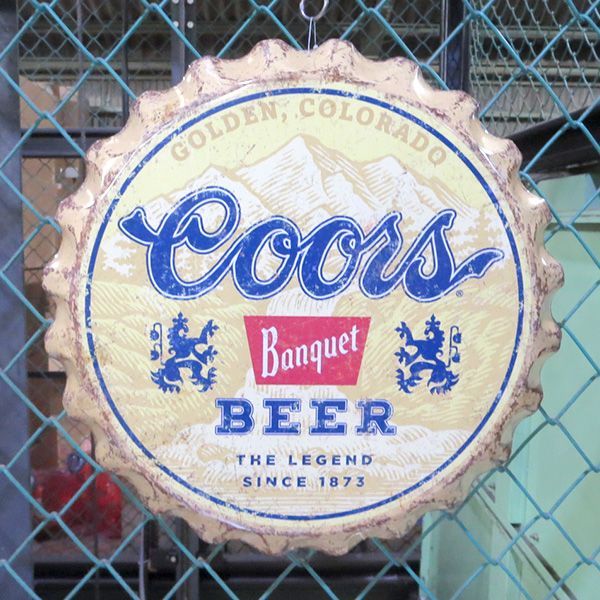 GOLDEN, COLORADO
Coors®
Banquet
BEER
THE LEGEND
SINCE 1873